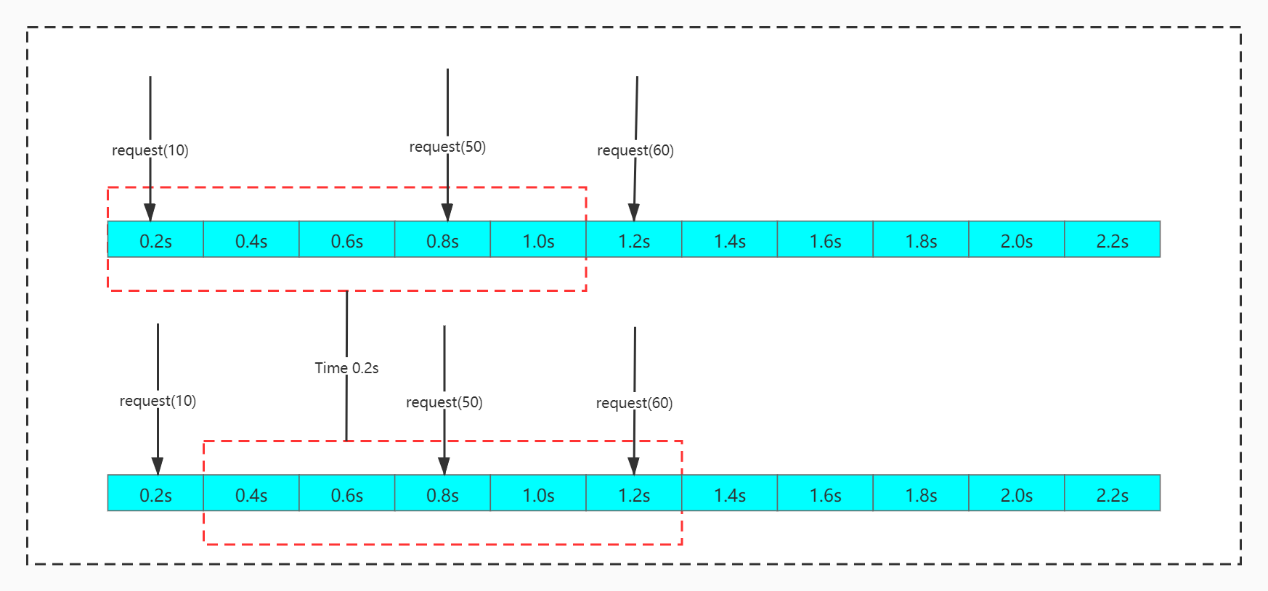 request(10)
request(50)
request(60)
0.2s 0.4s 0.6s 0.8s 1.0s 1.2s 1.4s 1.6s 1.8s 2.0s 2.2s
Time 0.2s
request(10)
request(50)
request(60)
0.2s 0.4s 0.6s 0.8s 1.0s 1.2s 1.4s 1.6s 1.8s 2.0s 2.2s